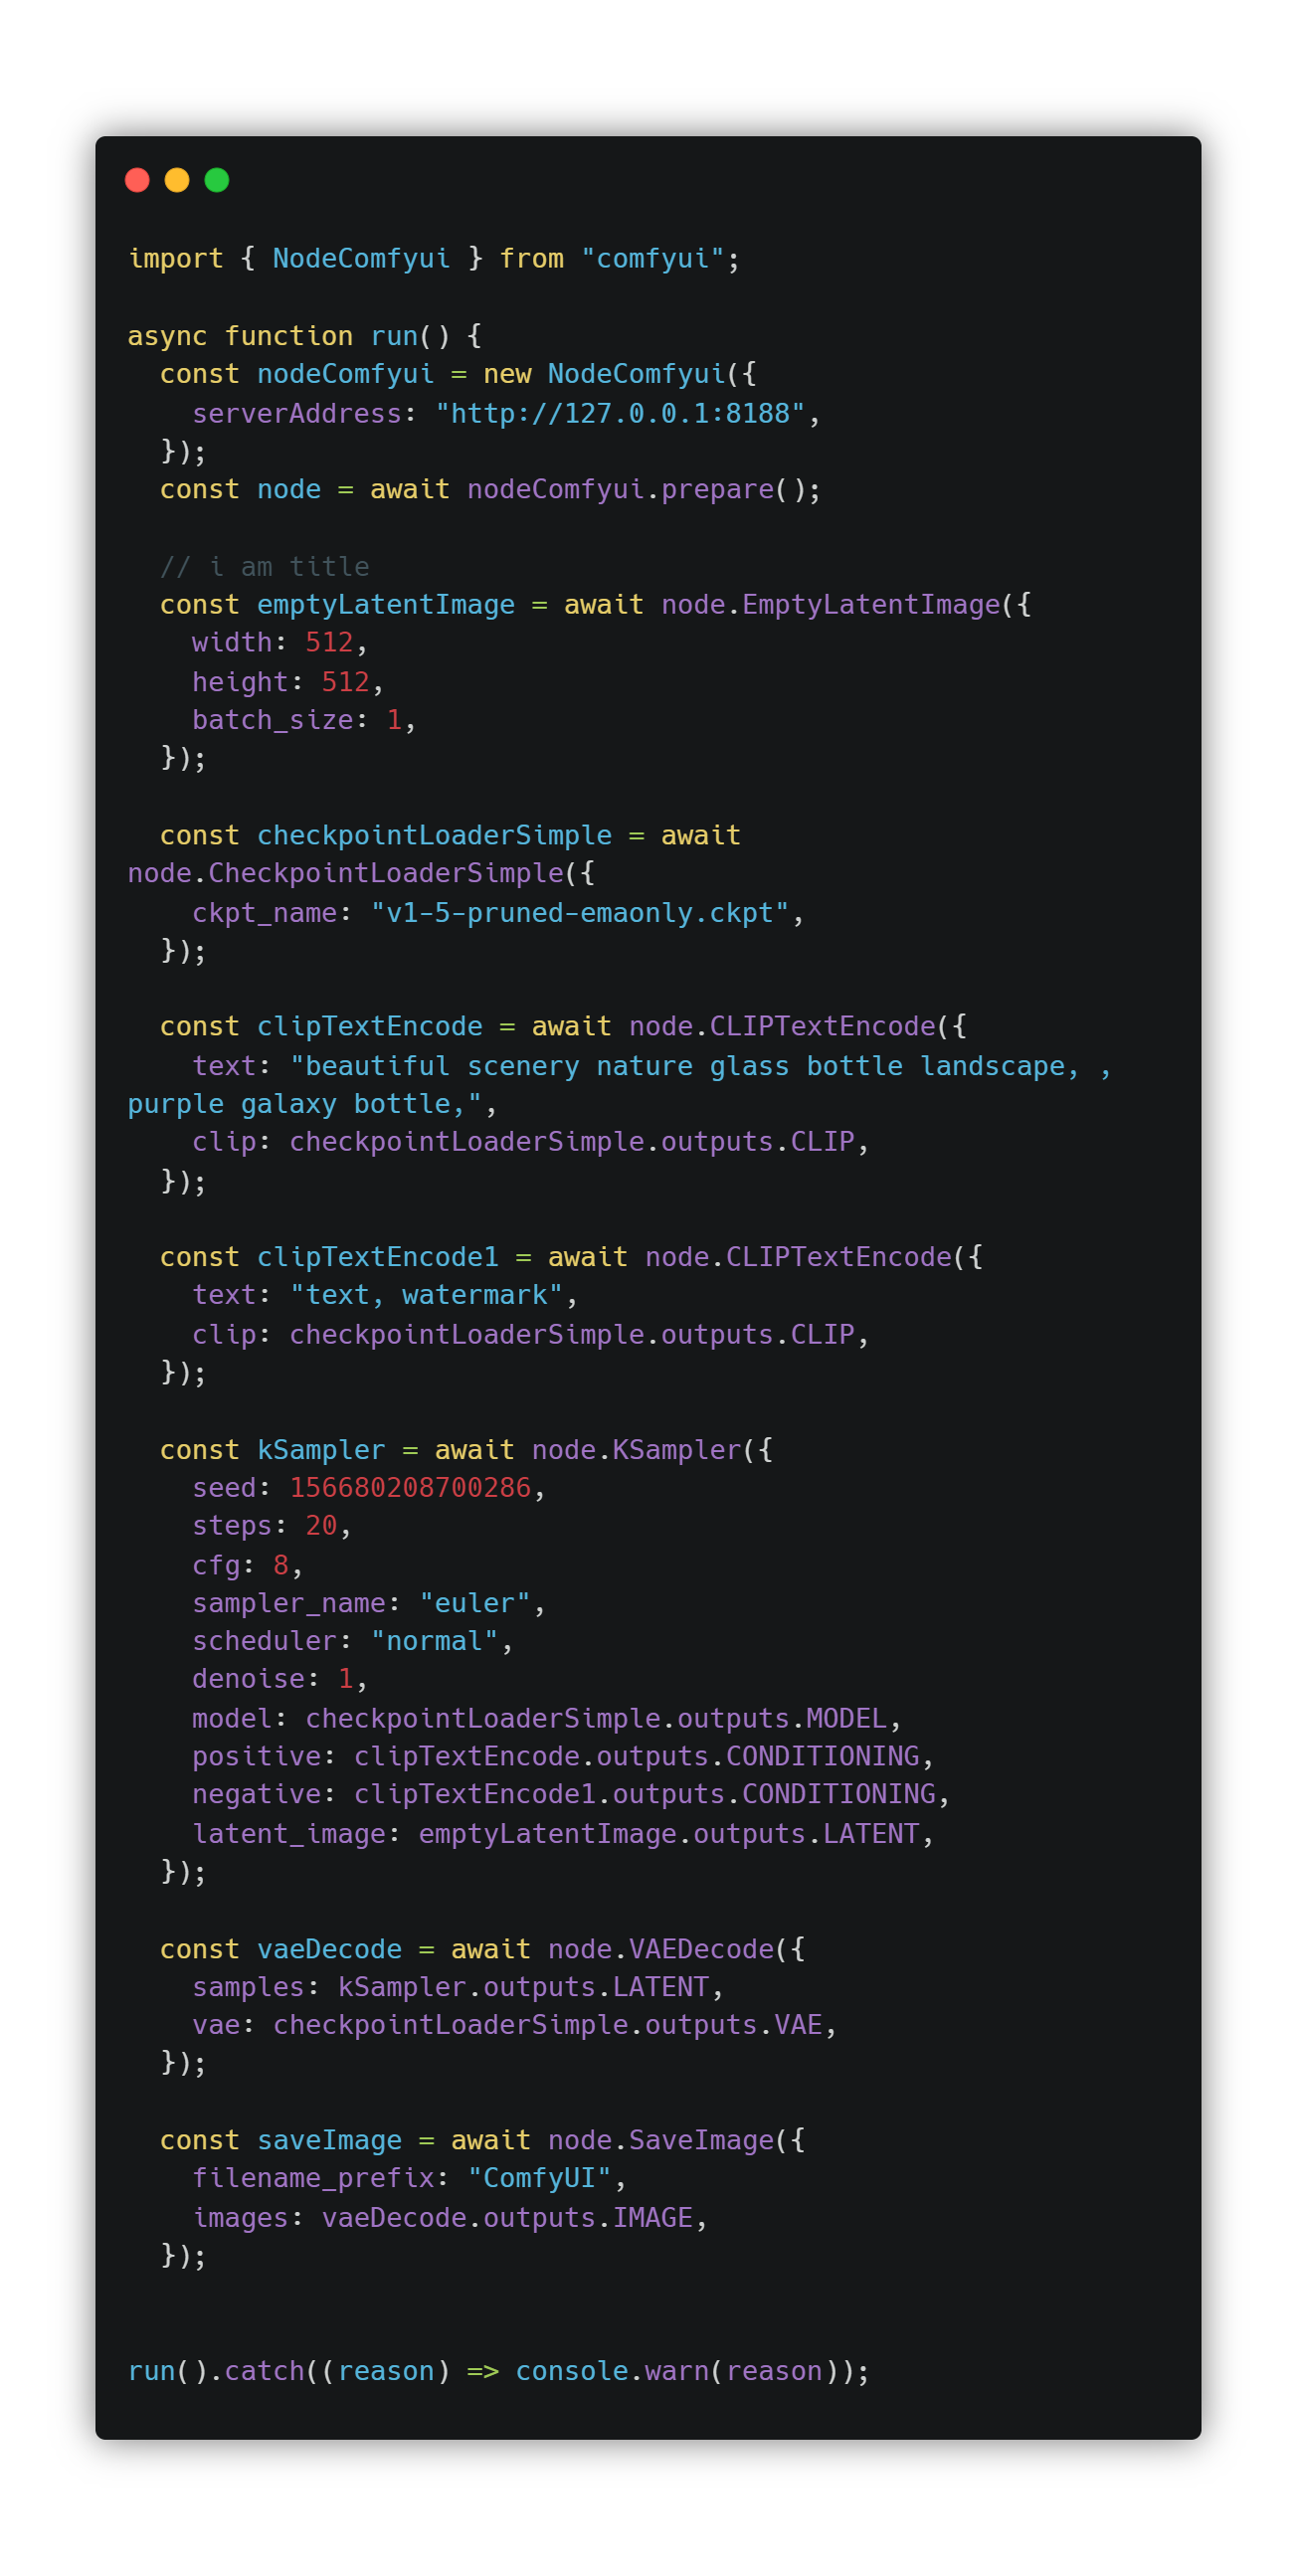 import { NodeComfyui } from "comfyui";

async function run() {
  const nodeComfyui = new NodeComfyui({
    serverAddress: "http://127.0.0.1:8188",
  });
  const node = await nodeComfyui.prepare();

  // i am title
  const emptyLatentImage = await node.EmptyLatentImage({
    width: 512,
    height: 512,
    batch_size: 1,
  });

  const checkpointLoaderSimple = await
node.CheckpointLoaderSimple({
    ckpt_name: "v1-5-pruned-emaonly.ckpt",
  });

  const clipTextEncode = await node.CLIPTextEncode({
    text: "beautiful scenery nature glass bottle landscape, ,
purple galaxy bottle,",
    clip: checkpointLoaderSimple.outputs.CLIP,
  });

  const clipTextEncode1 = await node.CLIPTextEncode({
    text: "text, watermark",
    clip: checkpointLoaderSimple.outputs.CLIP,
  });

  const kSampler = await node.KSampler({
    seed: 156680208700286,
    steps: 20,
    cfg: 8,
    sampler_name: "euler",
    scheduler: "normal",
    denoise: 1,
    model: checkpointLoaderSimple.outputs.MODEL,
    positive: clipTextEncode.outputs.CONDITIONING,
    negative: clipTextEncode1.outputs.CONDITIONING,
    latent_image: emptyLatentImage.outputs.LATENT,
  });

  const vaeDecode = await node.VAEDecode({
    samples: kSampler.outputs.LATENT,
    vae: checkpointLoaderSimple.outputs.VAE,
  });

  const saveImage = await node.SaveImage({
    filename_prefix: "ComfyUI",
    images: vaeDecode.outputs.IMAGE,
  });


run().catch((reason) => console.warn(reason));